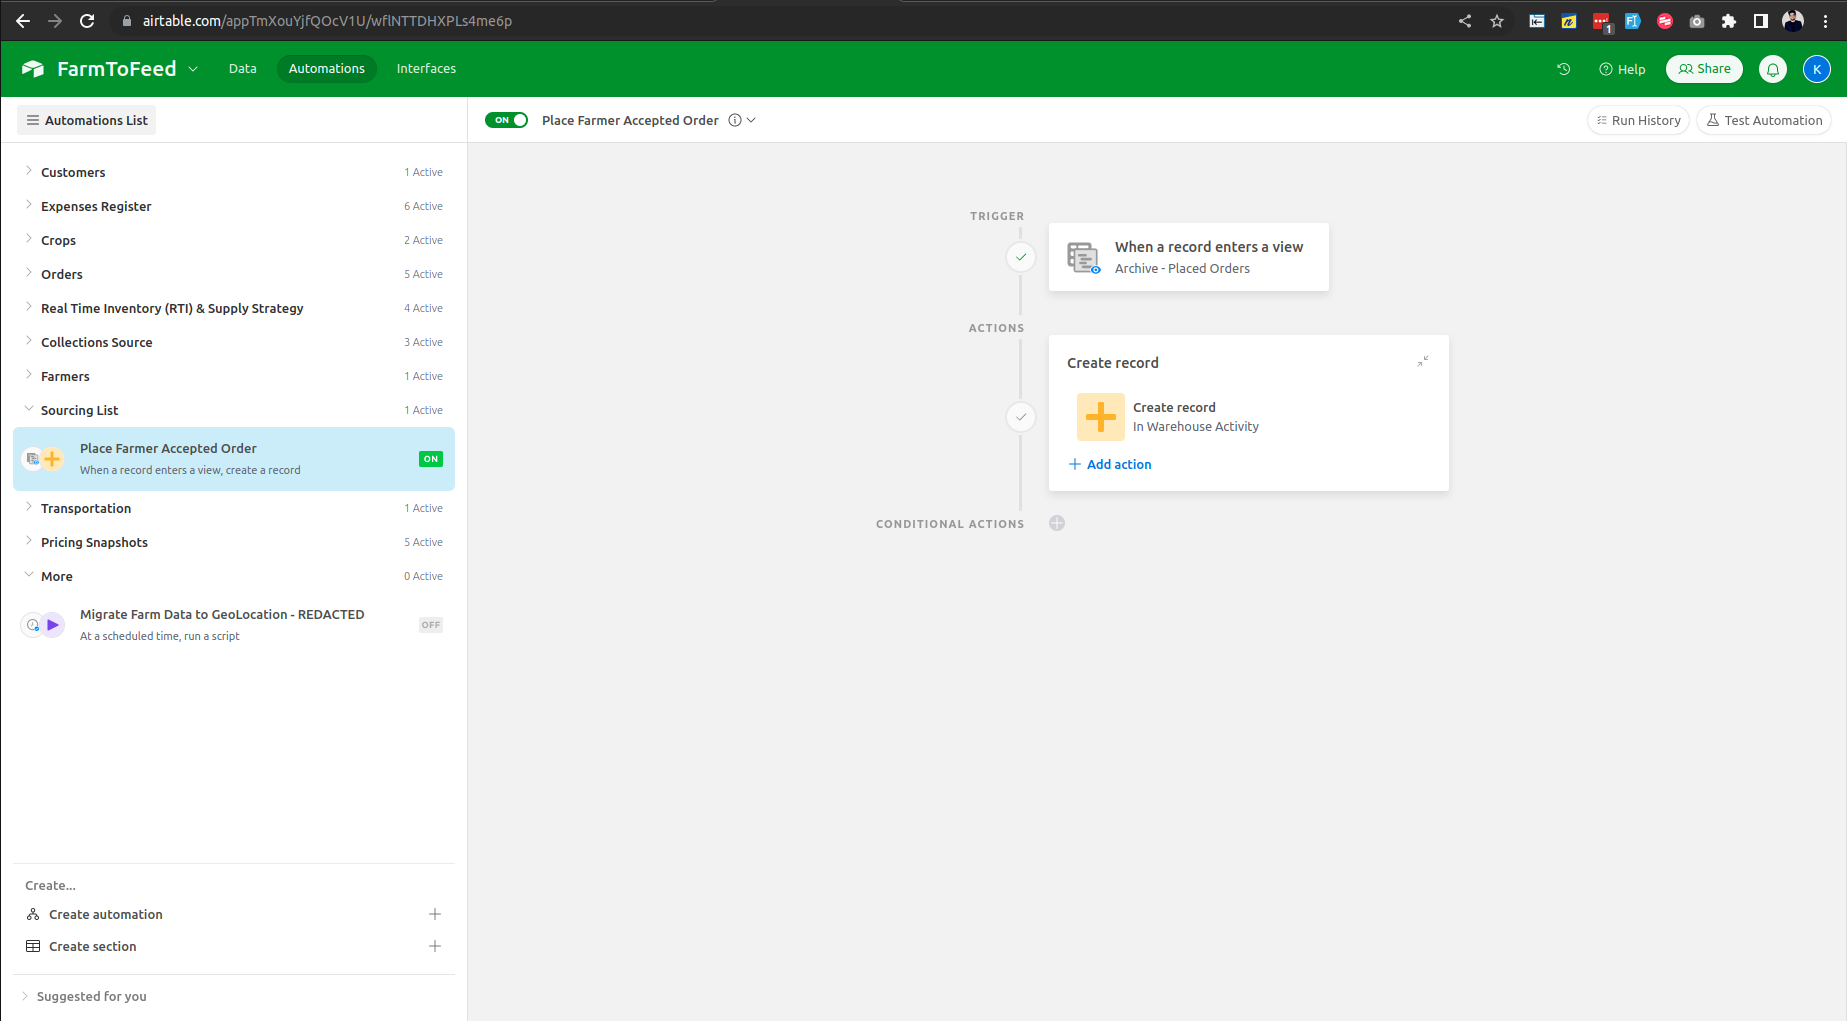 airtable.com/appTmXouYjfQOcV1U/wflNTTDHXPLs4me6p
1
FarmToFeed
Data
Automations
Interfaces
Help
Share
K
Automations List
ON
Place Farmer Accepted Order
Run History
Test Automation
Customers
1 Active
Expenses Register
6 Active
Crops
2 Active
Orders
5 Active
Real Time Inventory (RTI) & Supply Strategy
4 Active
Collections Source
3 Active
Farmers
1 Active
Sourcing List
1 Active
Place Farmer Accepted Order
When a record enters a view, create a record
ON
Transportation
1 Active
Pricing Snapshots
5 Active
More
0 Active
Migrate Farm Data to GeoLocation - REDACTED
At a scheduled time, run a script
OFF
Create...
Create automation
Create section
Suggested for you
TRIGGER
When a record enters a view
Archive - Placed Orders
ACTIONS
Create record
Create record
In Warehouse Activity
Add action
CONDITIONAL ACTIONS